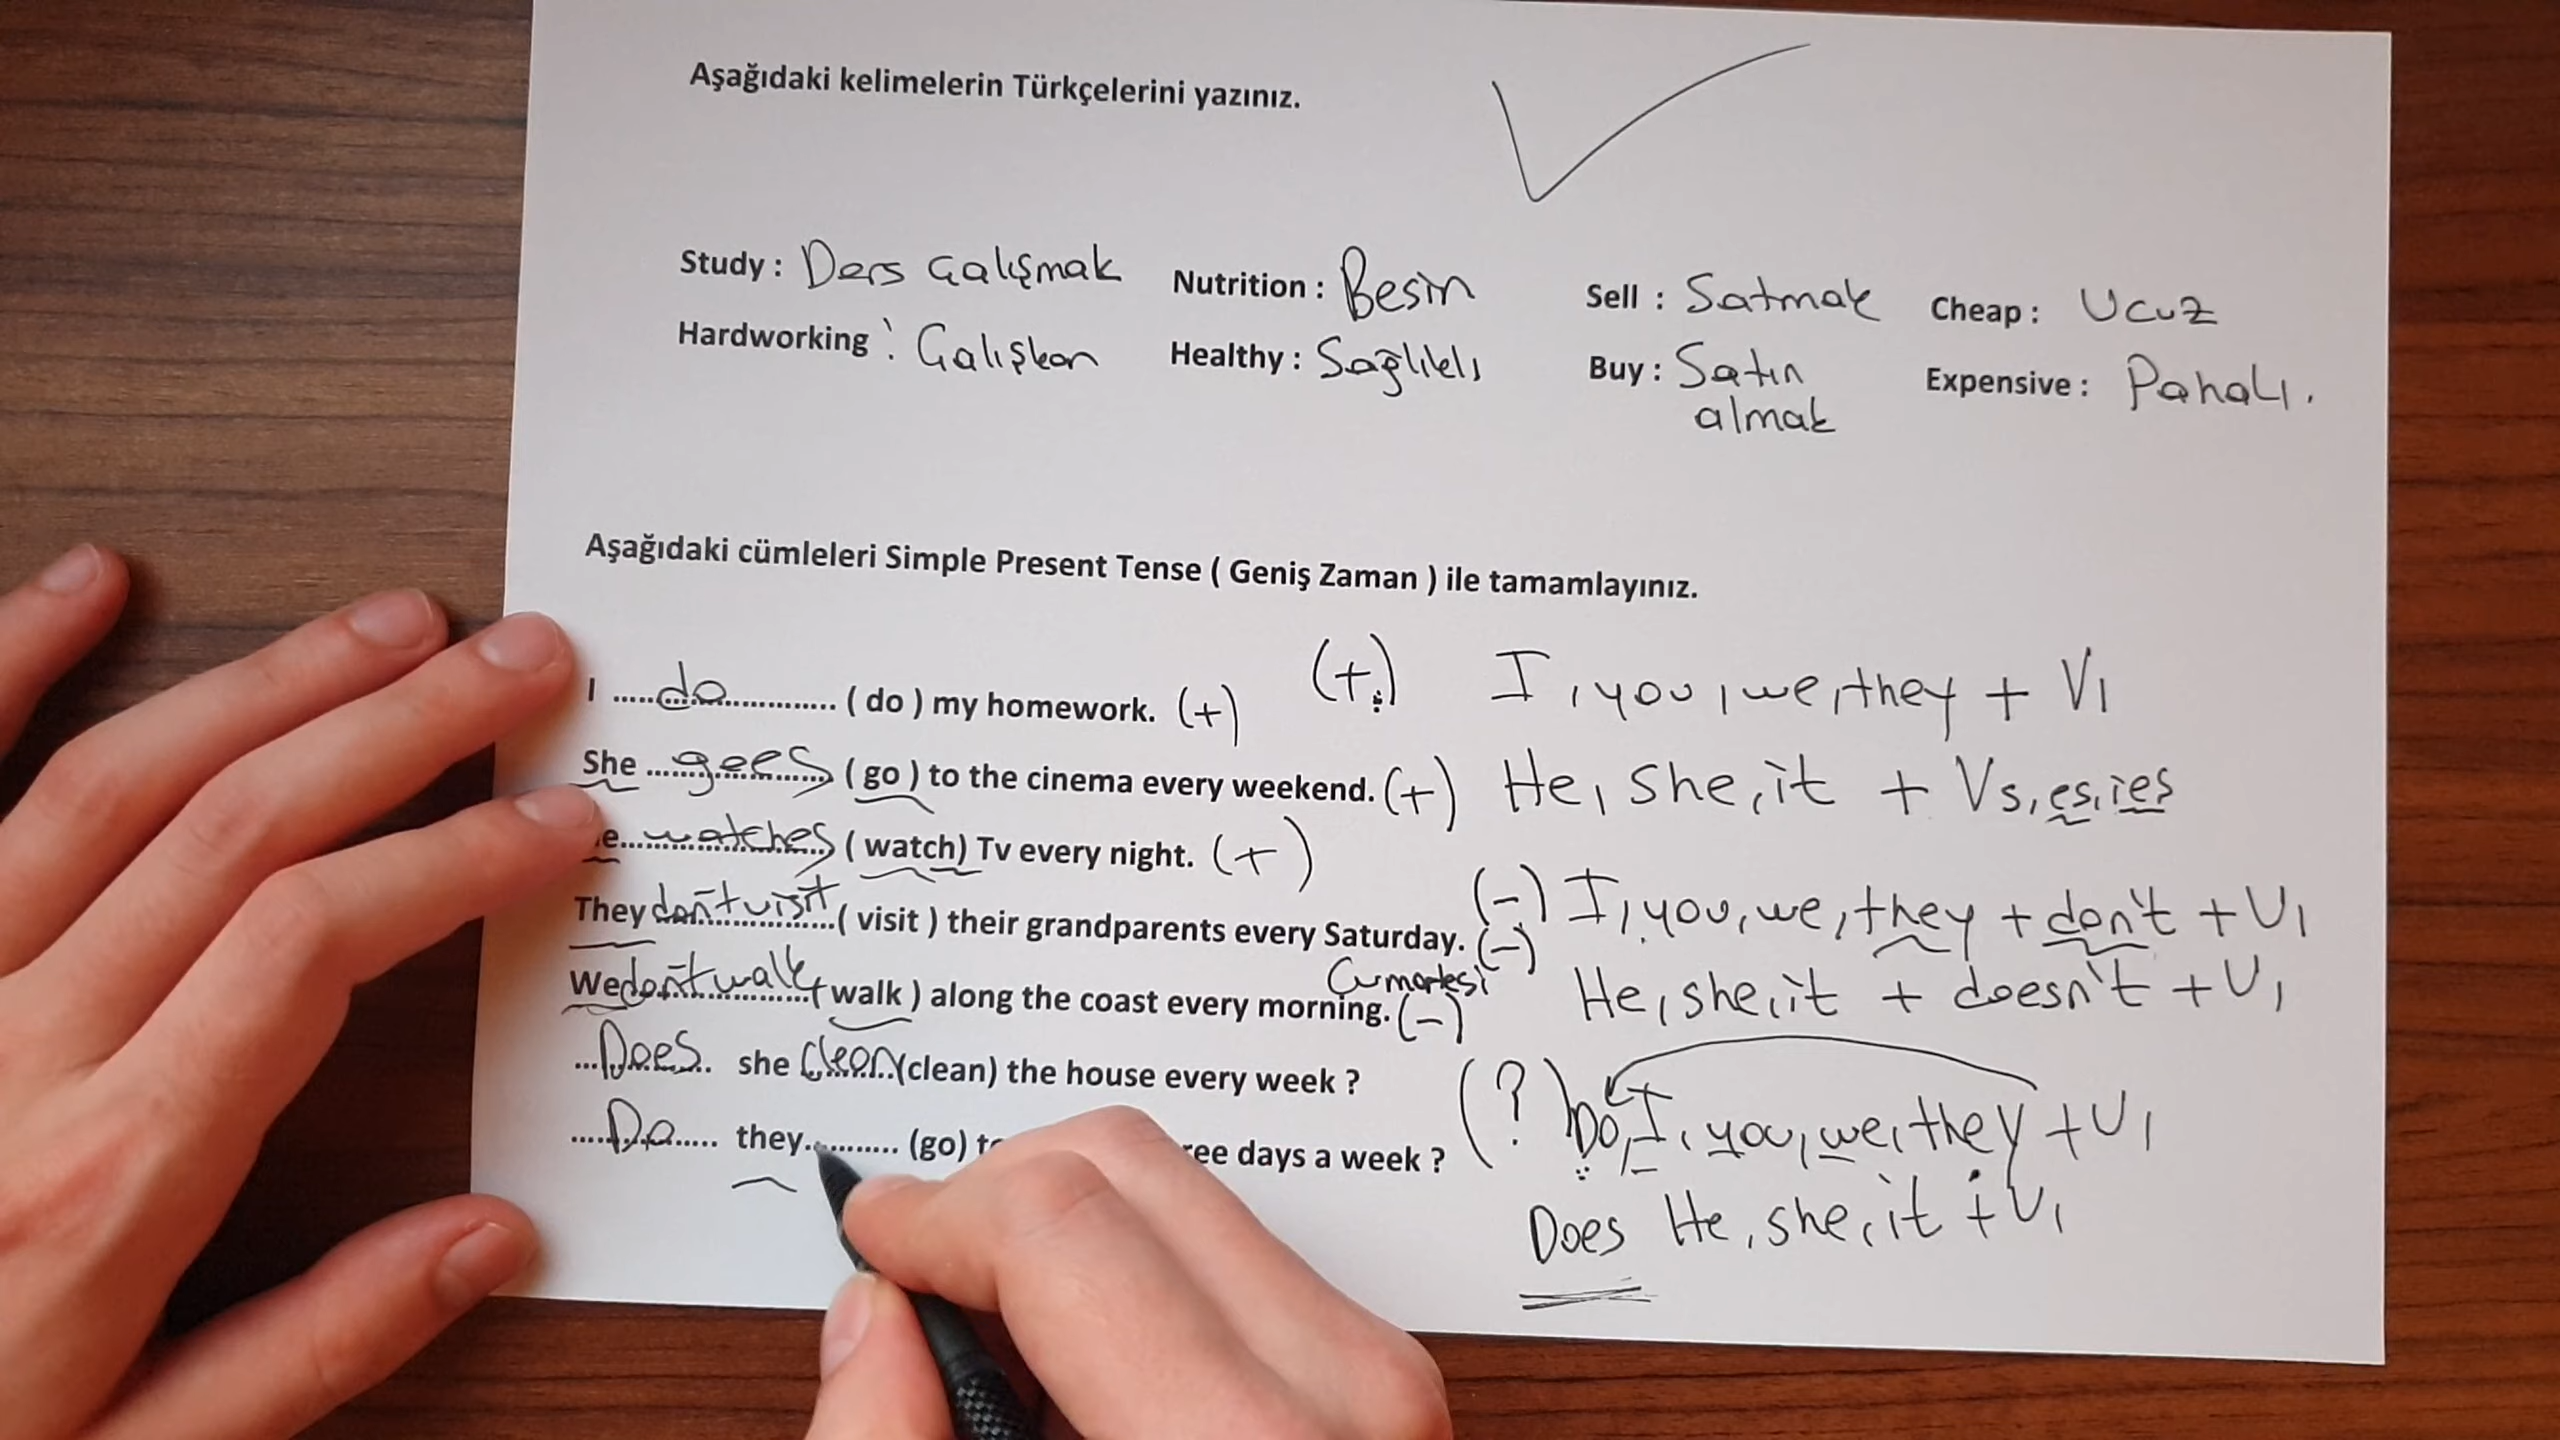 Aşağıdaki kelimelerin Türkçelerini yazınız.
Study : Ders Çalışmak Nutrition : Besin Sell : Satmak Cheap : Ucuz
Hardworking : Çalışkan Healthy : Sağlıklı Buy : Satın almak Expensive : Pahalı.
Aşağıdaki cümleleri Simple Present Tense ( Geniş Zaman ) ile tamamlayınız.
I .....do.............. ( do ) my homework. (+) (+) I, you, we, they + V1
She ...goes... ( go ) to the cinema every weekend. (+) He, she, it + Vs, es, ies
e...watches... ( watch) Tv every night. (+)
They don't visit ( visit ) their grandparents every Saturday. (-) (-) I, you, we, they + don't + V1
Cumartesi
We don't walk ( walk ) along the coast every morning. (-) He, she, it + doesn't + V1
...Does.. she clean (clean) the house every week ?
.....Do..... they.......... (go) ee days a week ? (?) Do, I, you, we, they + V1
Does He, she, it + V1